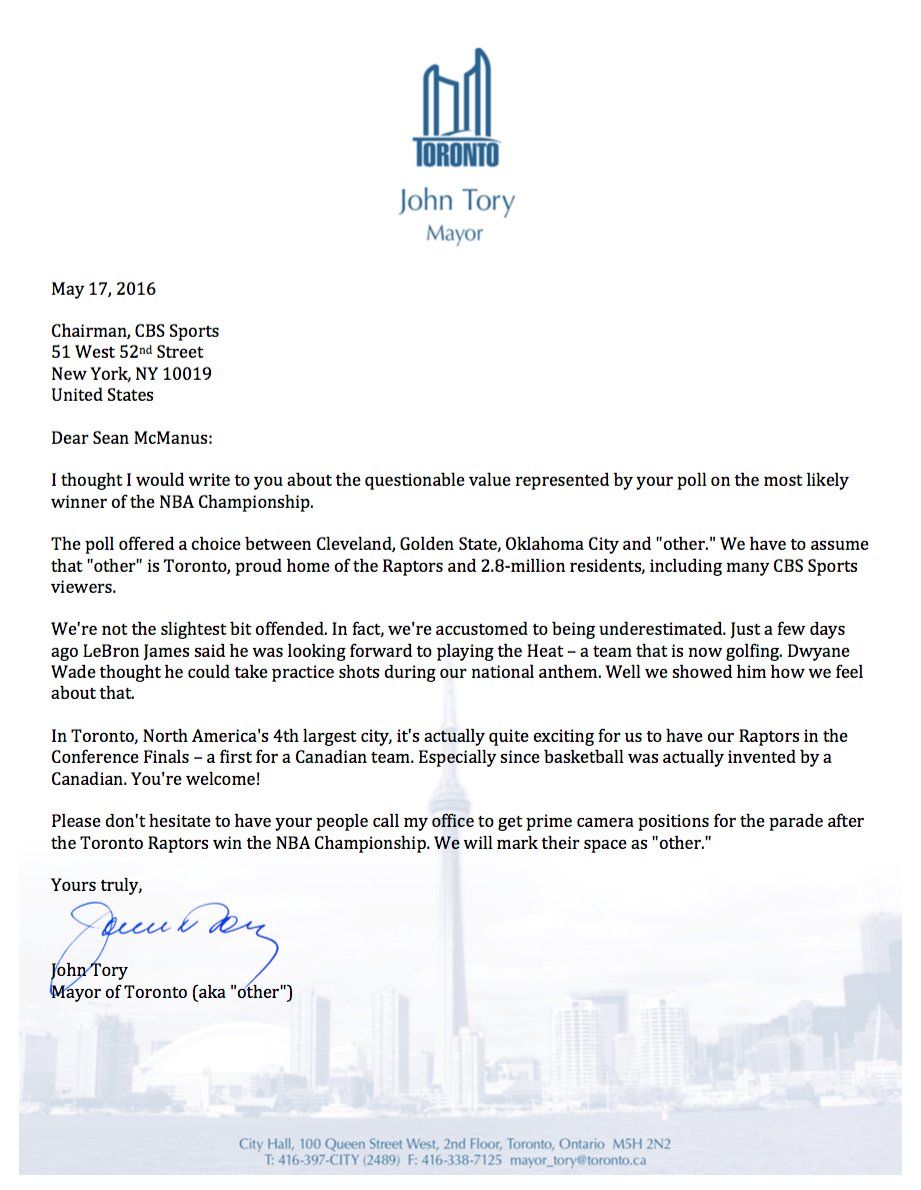 TORONTO
John Tory
Mayor
May 17, 2016
Chairman, CBS Sports
51 West 52nd Street
New York, NY 10019
United States
Dear Sean McManus:
I thought I would write to you about the questionable value represented by your poll on the most likely
winner of the NBA Championship.
The poll offered a choice between Cleveland, Golden State, Oklahoma City and "other." We have to assume
that "other" is Toronto, proud home of the Raptors and 2.8-million residents, including many CBS Sports
viewers.
We're not the slightest bit offended. In fact, we're accustomed to being underestimated. Just a few days
ago LeBron James said he was looking forward to playing the Heat – a team that is now golfing. Dwyane
Wade thought he could take practice shots during our national anthem. Well we showed him how we feel
about that.
In Toronto, North America's 4th largest city, it's actually quite exciting for us to have our Raptors in the
Conference Finals – a first for a Canadian team. Especially since basketball was actually invented by a
Canadian. You're welcome!
Please don't hesitate to have your people call my office to get prime camera positions for the parade after
the Toronto Raptors win the NBA Championship. We will mark their space as "other."
Yours truly,
John Tory
John Tory
Mayor of Toronto (aka "other")
City Hall, 100 Queen Street West, 2nd Floor, Toronto, Ontario M5H 2N2
T: 416-397-CITY (2489) F: 416-338-7125 mayor_tory@toronto.ca